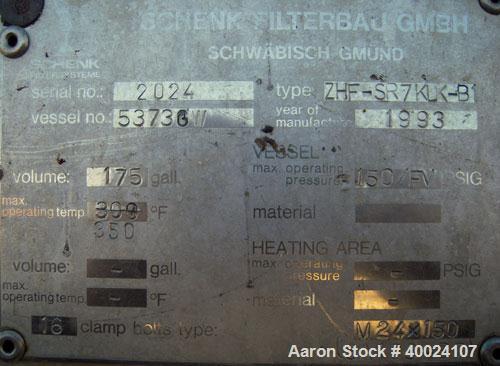 SCHENK FILTERBAU GMBH
SCHWÄBISCH GMÜND
SCHENK
FILTERSYSTEME
serial no.: 2024 type: ZHF-SR7KLK-B1
vessel no.: 53736 year of manufacture 1993
VESSEL
volume: 175 gall. max. operating pressure: 150/FV PSIG
max. operating temp. 300 °F material
350
HEATING AREA
volume: - gall. max. operating pressure - PSIG
max. operating temp. - °F material -
16 clamp bolts type: M24x150
Aaron Stock # 40024107